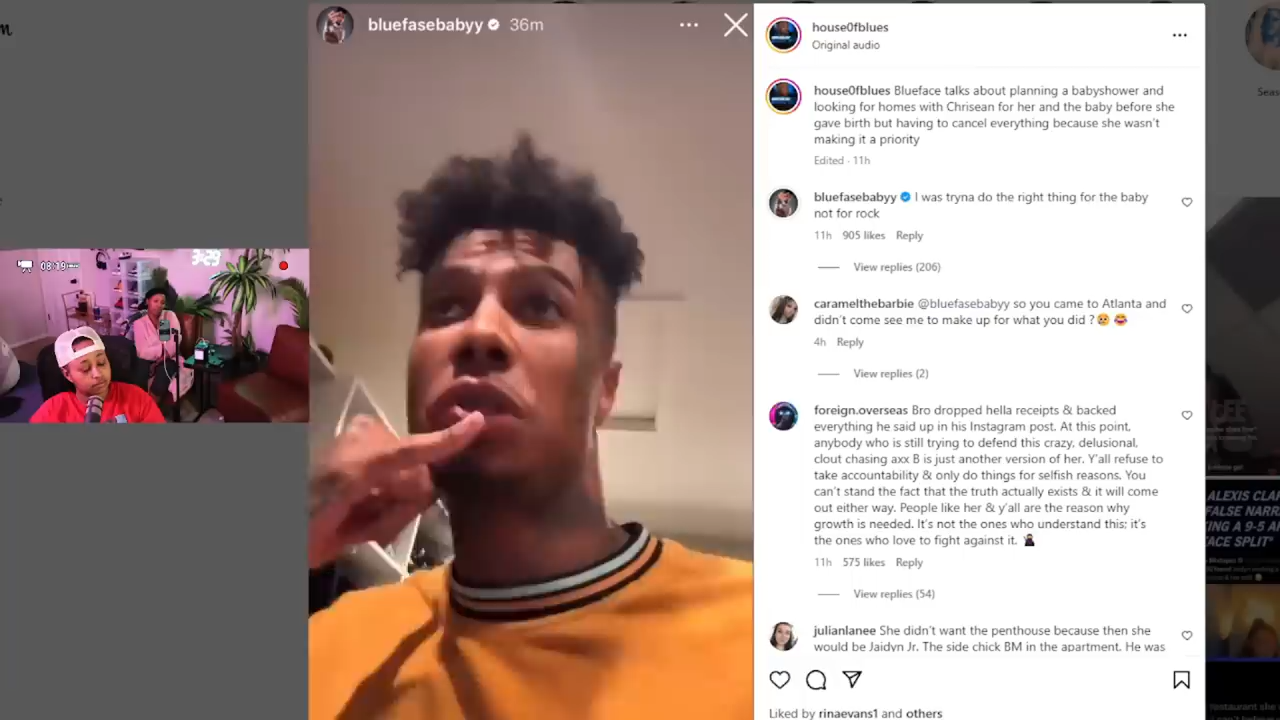 bluefasebabyy 36m
house0fblues
Original audio
house0fblues Blueface talks about planning a babyshower and
looking for homes with Chrisean for her and the baby before she
gave birth but having to cancel everything because she wasn't
making it a priority
Edited · 11h
bluefasebabyy I was tryna do the right thing for the baby
not for rock
11h 905 likes Reply
View replies (206)
caramelthebarbie @bluefasebabyy so you came to Atlanta and
didn't come see me to make up for what you did ?😢 😂
4h Reply
View replies (2)
foreign.overseas Bro dropped hella receipts & backed
everything he said up in his Instagram post. At this point,
anybody who is still trying to defend this crazy, delusional,
clout chasing axx B is just another version of her. Y'all refuse to
take accountability & only do things for selfish reasons. You
can't stand the fact that the truth actually exists & it will come
out either way. People like her & y'all are the reason why
growth is needed. It's not the ones who understand this; it's
the ones who love to fight against it.
11h 575 likes Reply
View replies (54)
julianlanee She didn't want the penthouse because then she
would be Jaidyn Jr. The side chick BM in the apartment. He was
Liked by rinaevans1 and others
3:29
Seas
ALEXIS
FALSE NARR
A 9-5
SPLIT"
restaurant she